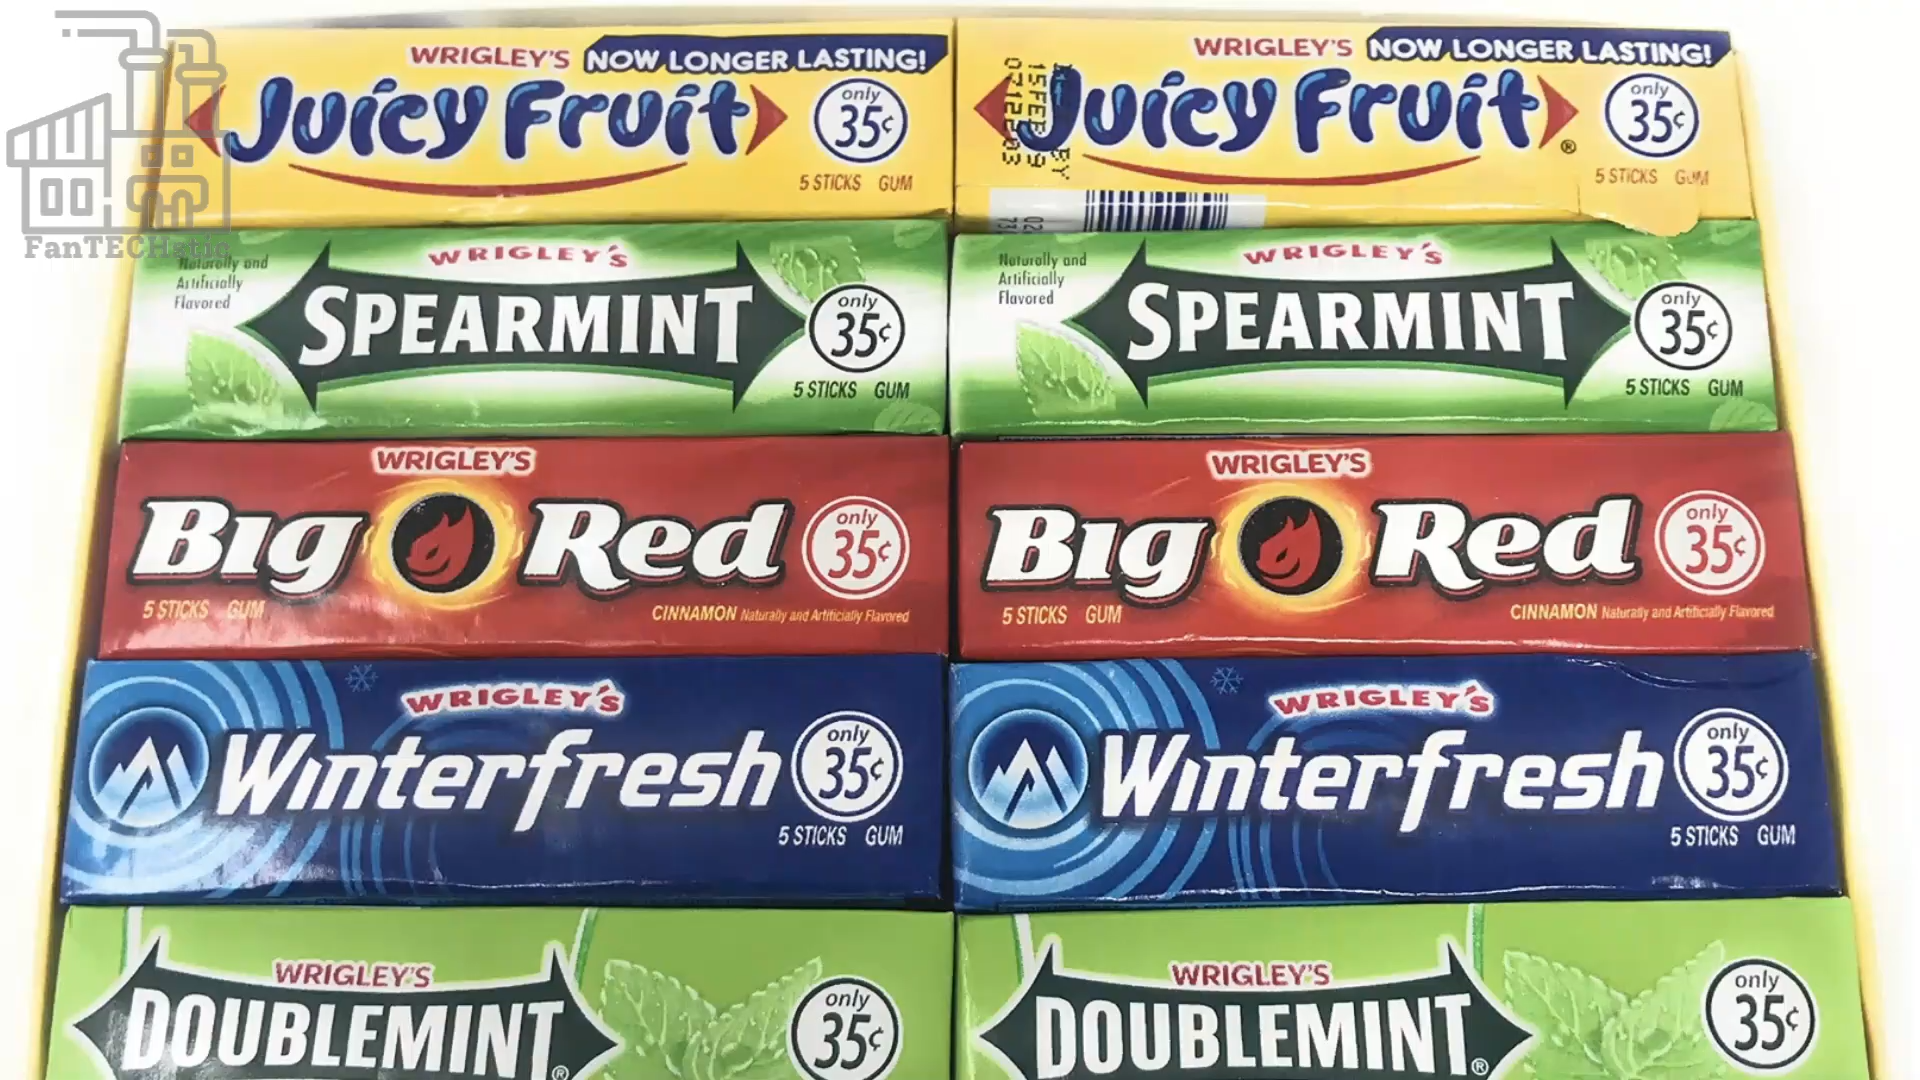 WRIGLEY'S NOW LONGER LASTING!
Juicy Fruit
only
35¢
5 STICKS GUM
WRIGLEY'S NOW LONGER LASTING!
Juicy Fruit®
only
35¢
5 STICKS GUM
FanTECHstic
Naturally and
Artificially
Flavored
WRIGLEY'S
SPEARMINT
only
35¢
5 STICKS GUM
Naturally and
Artificially
Flavored
WRIGLEY'S
SPEARMINT
only
35¢
5 STICKS GUM
WRIGLEY'S
Big Red
only
35¢
5 STICKS GUM
CINNAMON Naturally and Artificially Flavored
WRIGLEY'S
Big Red
only
35¢
5 STICKS GUM
CINNAMON Naturally and Artificially Flavored
WRIGLEY'S
Winterfresh
only
35¢
5 STICKS GUM
WRIGLEY'S
Winterfresh
only
35¢
5 STICKS GUM
WRIGLEY'S
DOUBLEMINT®
only
35¢
WRIGLEY'S
DOUBLEMINT®
only
35¢